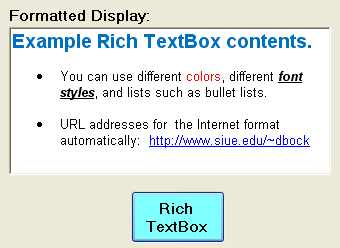 Formatted Display:
Example Rich TextBox contents.
• You can use different colors, different font
styles, and lists such as bullet lists.
• URL addresses for the Internet format
automatically: http://www.siue.edu/~dbock
Rich
TextBox